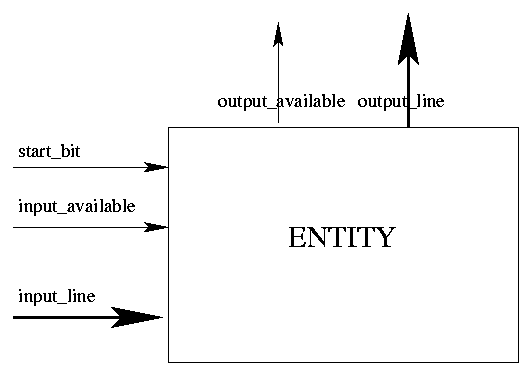 output_available output_line
start_bit
input_available
ENTITY
input_line